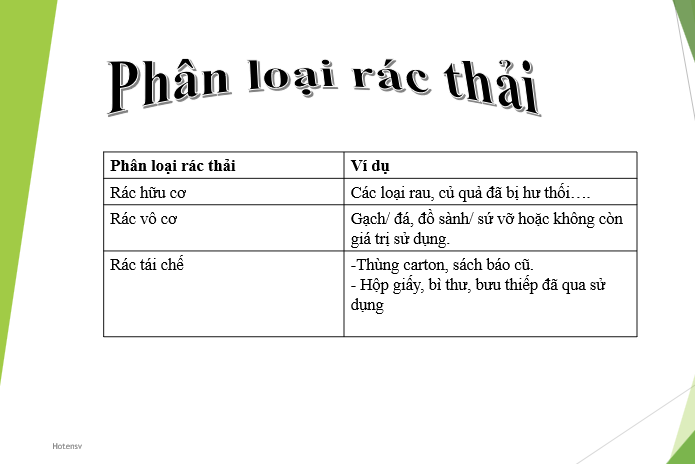 Phân loại rác thải
Phân loại rác thải
Ví dụ
Rác hữu cơ
Các loại rau, củ quả đã bị hư thối….
Rác vô cơ
Gạch/ đá, đồ sành/ sứ vỡ hoặc không còn
giá trị sử dụng.
Rác tái chế
-Thùng carton, sách báo cũ.
- Hộp giấy, bì thư, bưu thiếp đã qua sử
dụng
Hotensv